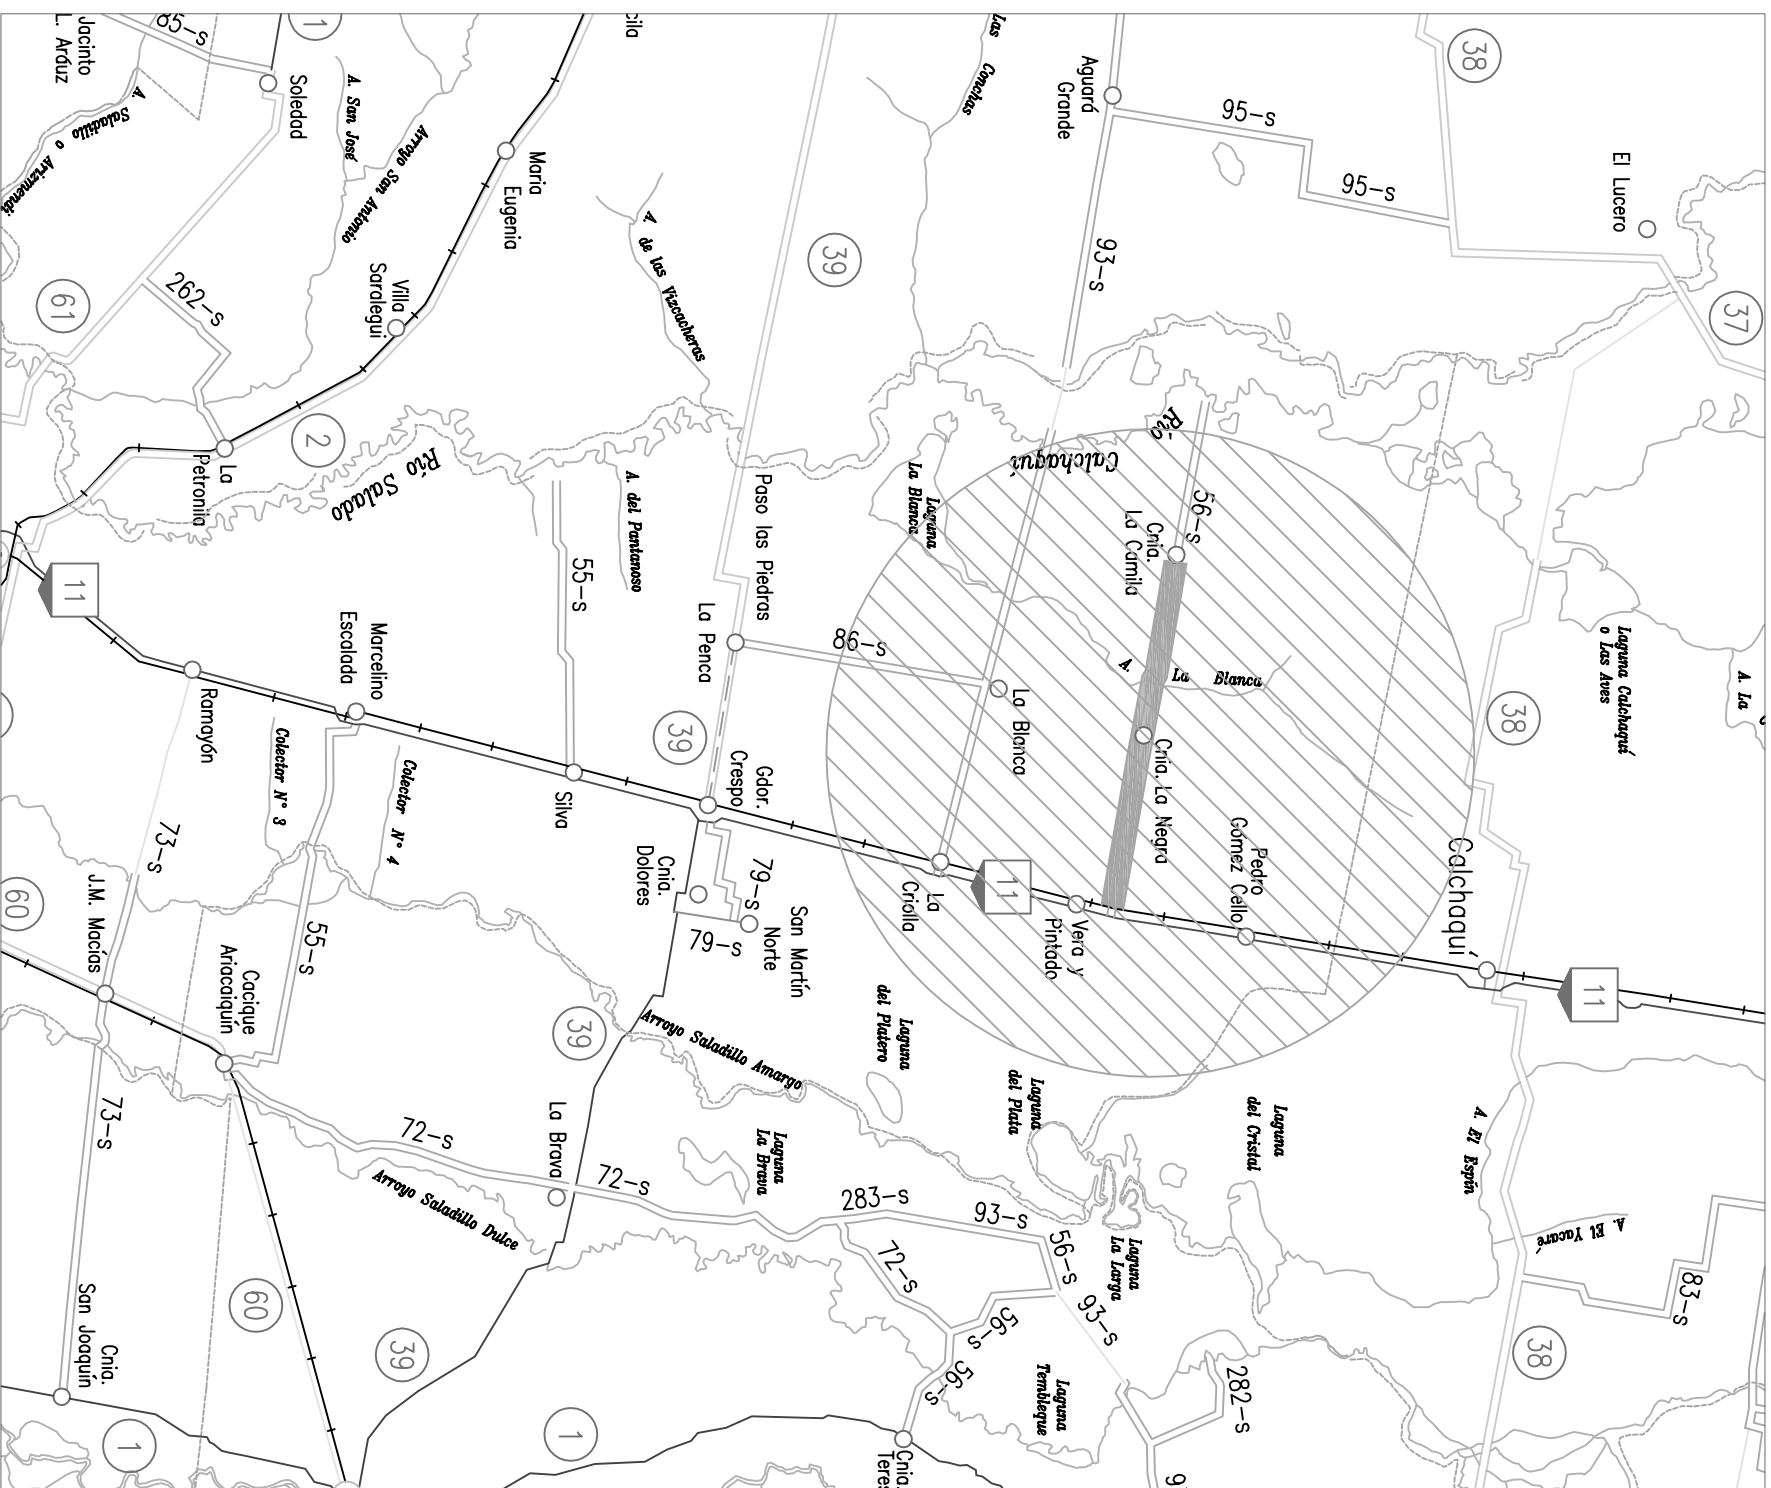 Jacinto
L. Aráuz
85-s
1
Soledad
A. San José
Arroyo San Antonio
A.
Saladillo o Arizmendi
61
262-s
Villa
Saralegui
Maria
Eugenia
cila
Las
Conchas
Aguará
Grande
95-s
95-s
38
El Lucero
37
93-s
39
A. de las Vizcacheras
2
La
Petronila
Río Salado
A. del Pantanoso
Paso las Piedras
Río
Calchaquí
Laguna
La Blanca
56-s
Cnia.
La Camila
55-s
11
Marcelino
Escalada
La Penca
86-s
A. La Blanca
Laguna Calchaquí
o Las Aves
A. La
38
Ramayón
39
Gdor.
Crespo
La Blanca
Cnia. La Negra
Colector N° 3
Colector N° 4
Silva
73-s
60
J.M. Macías
Cnia.
Dolores
79-s
79-s
San Martín
Norte
La
Criolla
11
Vera y
Pintado
Pedro
Gómez Cello
Calchaquí
11
55-s
Cacique
Ariacaiquín
39
Arroyo Saladillo Amargo
Laguna
del Platero
Laguna
del Plata
Laguna
del Cristal
A. El Espín
73-s
72-s
La Brava
72-s
Laguna
La Brava
283-s
93-s
56-s
Laguna
La Larga
A. El Yacaré
83-s
Arroyo Saladillo Dulce
72-s
93-s
56-s
56-s
60
39
38
Cnia.
San Joaquín
1
1
Laguna
Tembleque
282-s
Cnia.
Teres
9